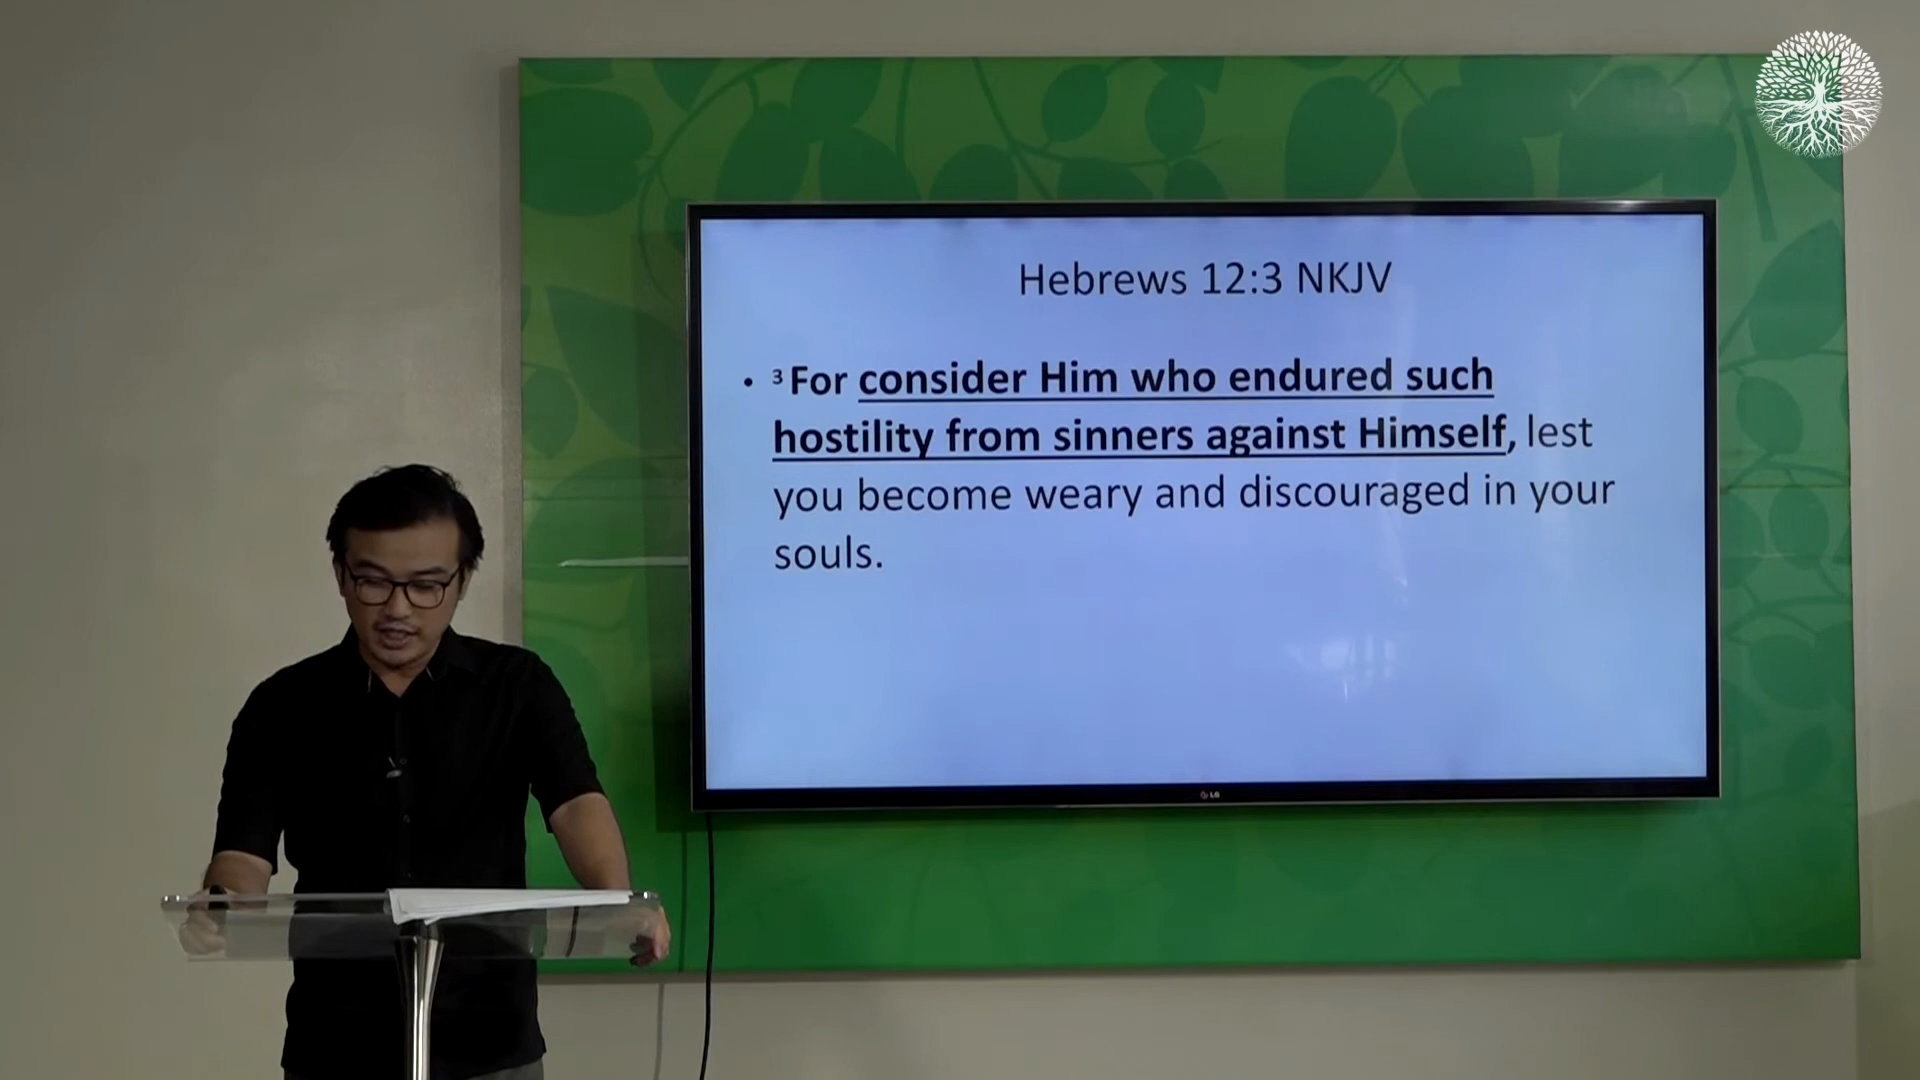 Hebrews 12:3 NKJV
• ³ For consider Him who endured such
hostility from sinners against Himself, lest
you become weary and discouraged in your
souls.
LG